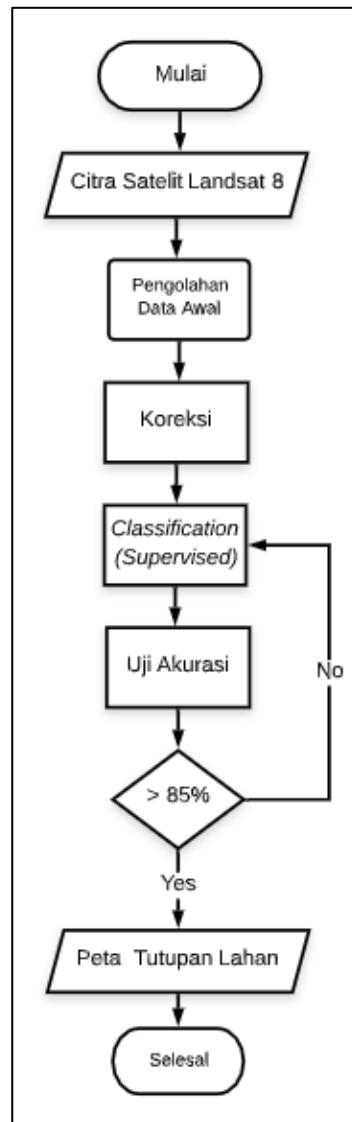 Mulai
Citra Satelit Landsat 8
Pengolahan
Data Awal
Koreksi
Classification
(Supervised)
Uji Akurasi
No
> 85%
Yes
Peta Tutupan Lahan
Selesal